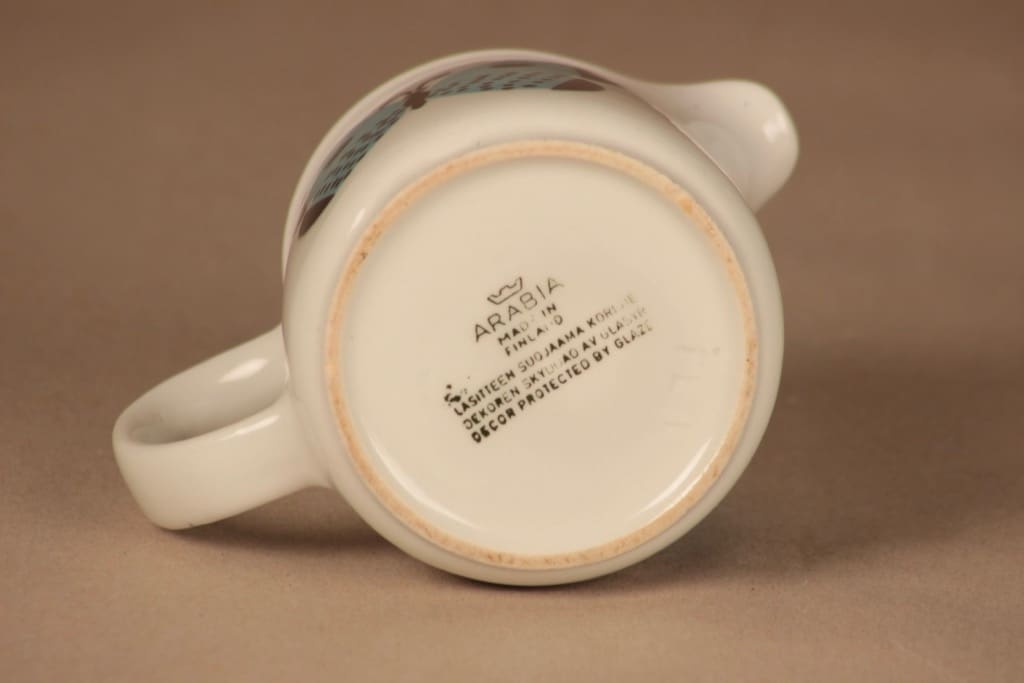 ARABIA
MADE IN
FINLAND
LASITTEEN SUOJAAMA KORISTE
DEKOREN SKYDDAD AV GLASYR
DECOR PROTECTED BY GLAZE